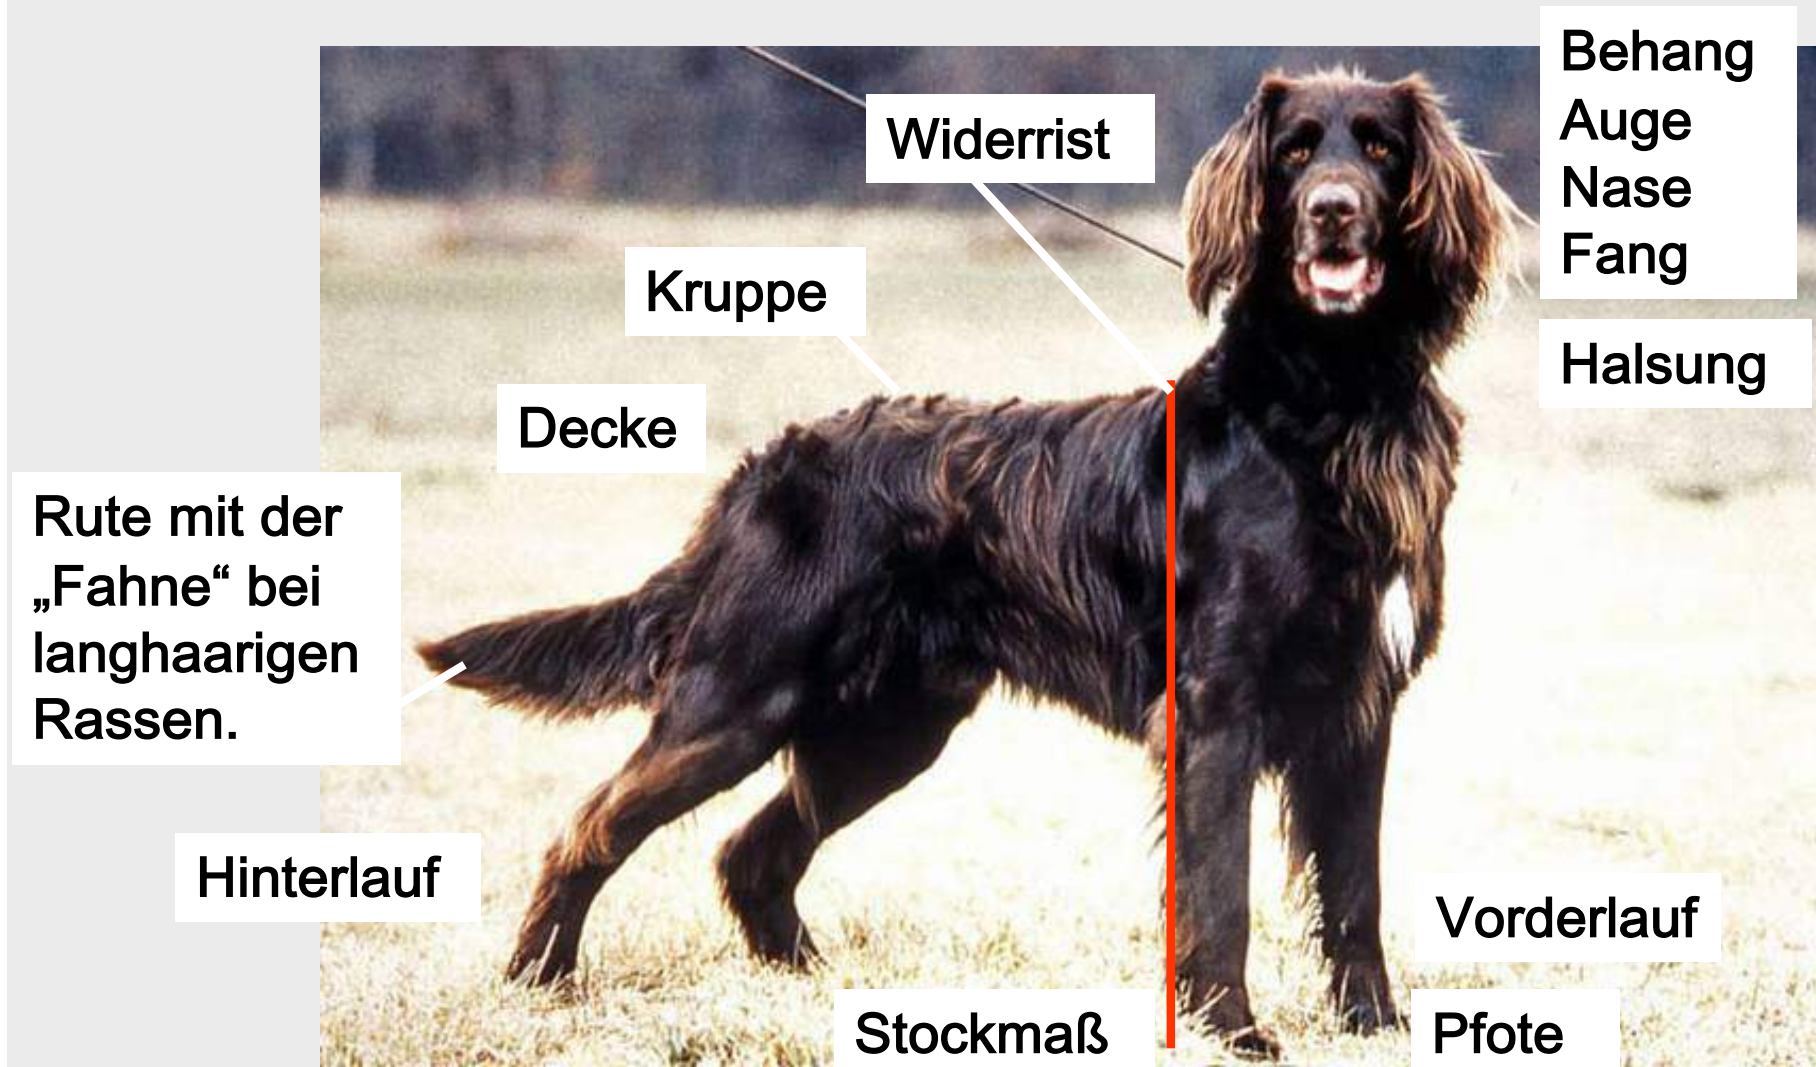 Behang
Auge
Nase
Fang
Widerrist
Kruppe
Halsung
Decke
Rute mit der
„Fahne“ bei
langhaarigen
Rassen.
Hinterlauf
Vorderlauf
Stockmaß
Pfote